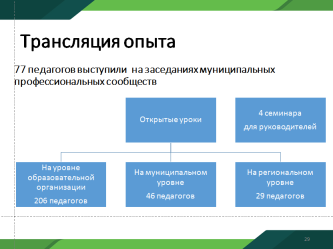 Трансляция опыта
77 педагогов выступили на заседаниях муниципальных
профессиональных сообществ
Открытые уроки
4 семинара
для руководителей
На уровне
образовательной
организации
206 педагогов
На муниципальном
уровне
46 педагогов
На региональном
уровне
29 педагогов